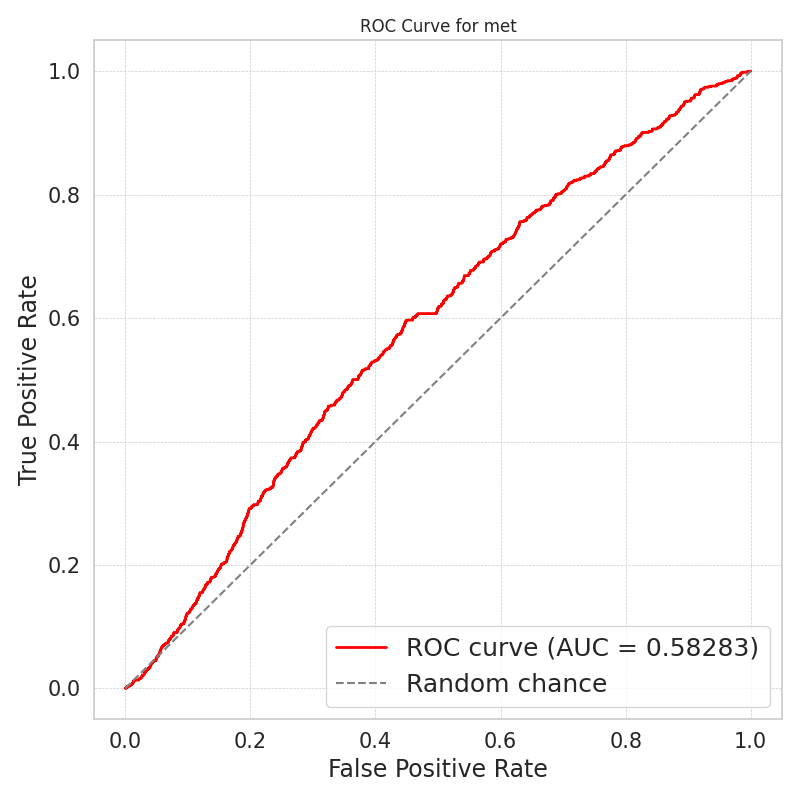 ROC Curve for met
True Positive Rate
1.0
0.8
0.6
0.4
0.2
0.0
ROC curve (AUC = 0.58283)
Random chance
0.0 0.2 0.4 0.6 0.8 1.0
False Positive Rate